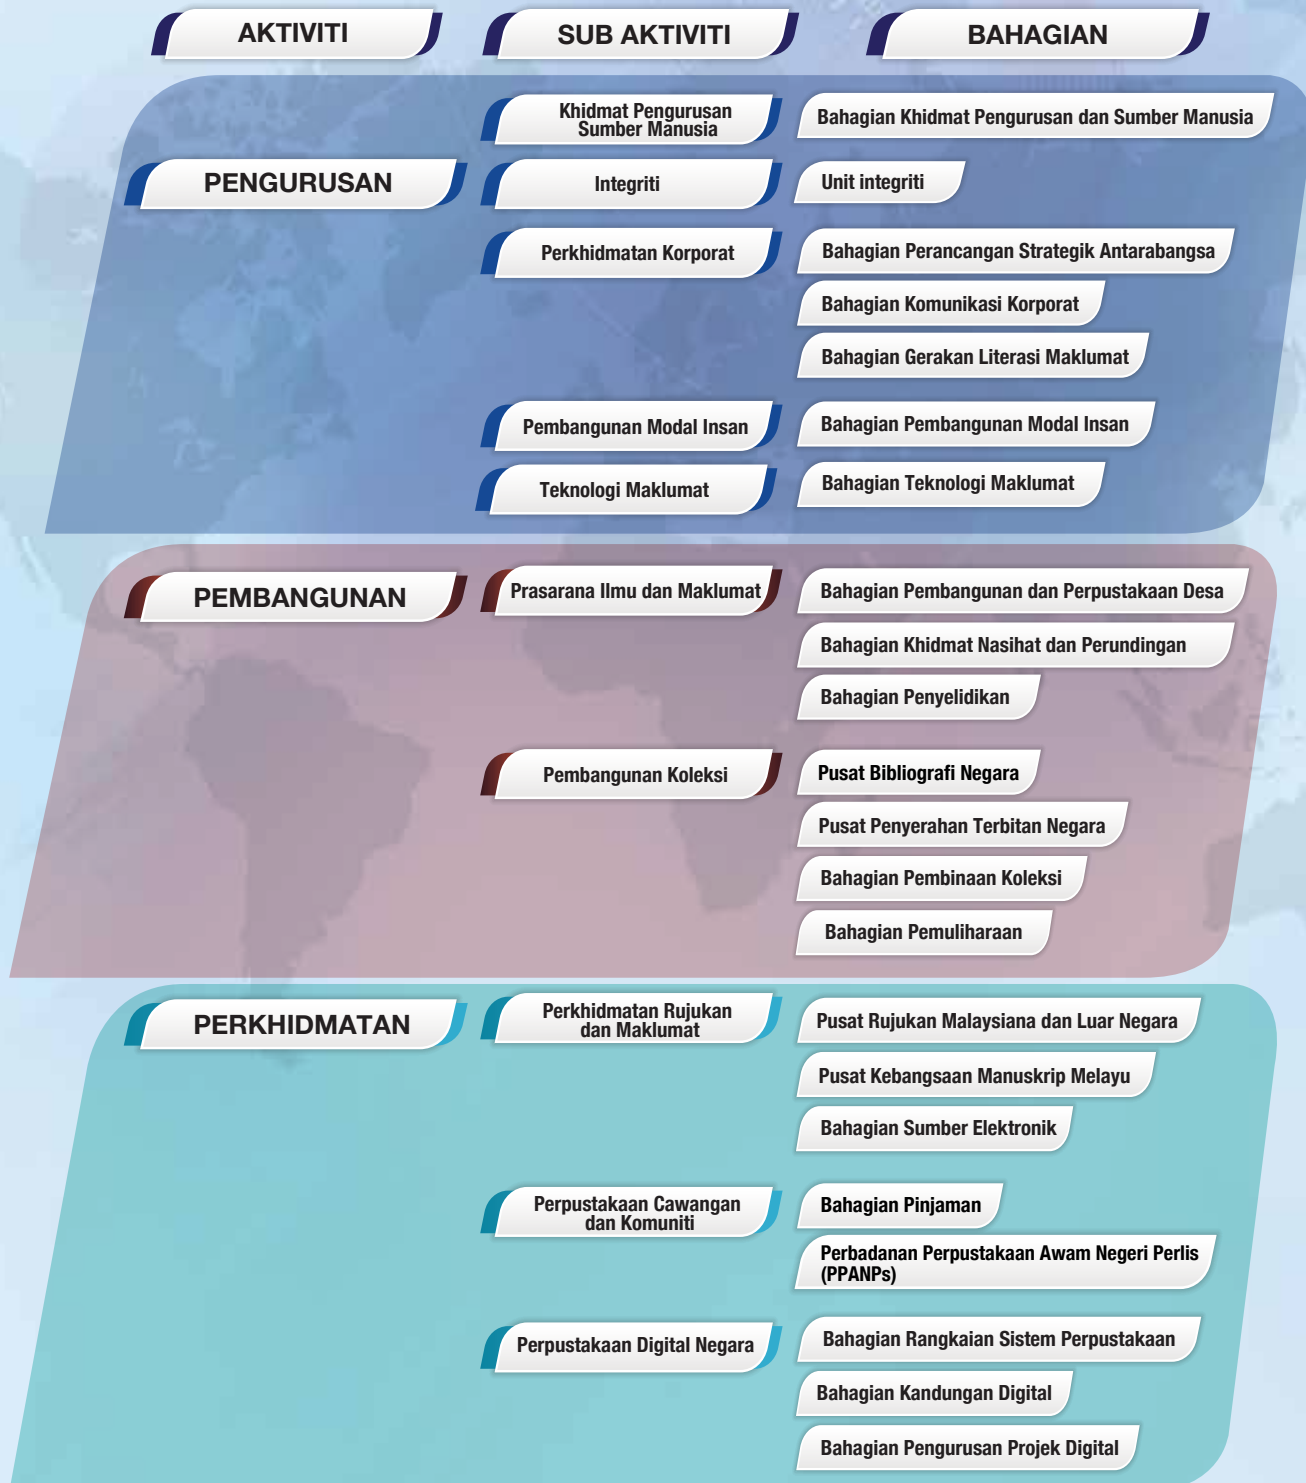 AKTIVITI
SUB AKTIVITI
BAHAGIAN
PENGURUSAN
Khidmat Pengurusan
Sumber Manusia
Bahagian Khidmat Pengurusan dan Sumber Manusia
Integriti
Unit integriti
Perkhidmatan Korporat
Bahagian Perancangan Strategik Antarabangsa
Bahagian Komunikasi Korporat
Bahagian Gerakan Literasi Maklumat
Pembangunan Modal Insan
Bahagian Pembangunan Modal Insan
Teknologi Maklumat
Bahagian Teknologi Maklumat
PEMBANGUNAN
Prasarana Ilmu dan Maklumat
Bahagian Pembangunan dan Perpustakaan Desa
Bahagian Khidmat Nasihat dan Perundingan
Bahagian Penyelidikan
Pembangunan Koleksi
Pusat Bibliografi Negara
Pusat Penyerahan Terbitan Negara
Bahagian Pembinaan Koleksi
Bahagian Pemuliharaan
PERKHIDMATAN
Perkhidmatan Rujukan
dan Maklumat
Pusat Rujukan Malaysiana dan Luar Negara
Pusat Kebangsaan Manuskrip Melayu
Bahagian Sumber Elektronik
Perpustakaan Cawangan
dan Komuniti
Bahagian Pinjaman
Perbadanan Perpustakaan Awam Negeri Perlis
(PPANPs)
Perpustakaan Digital Negara
Bahagian Rangkaian Sistem Perpustakaan
Bahagian Kandungan Digital
Bahagian Pengurusan Projek Digital